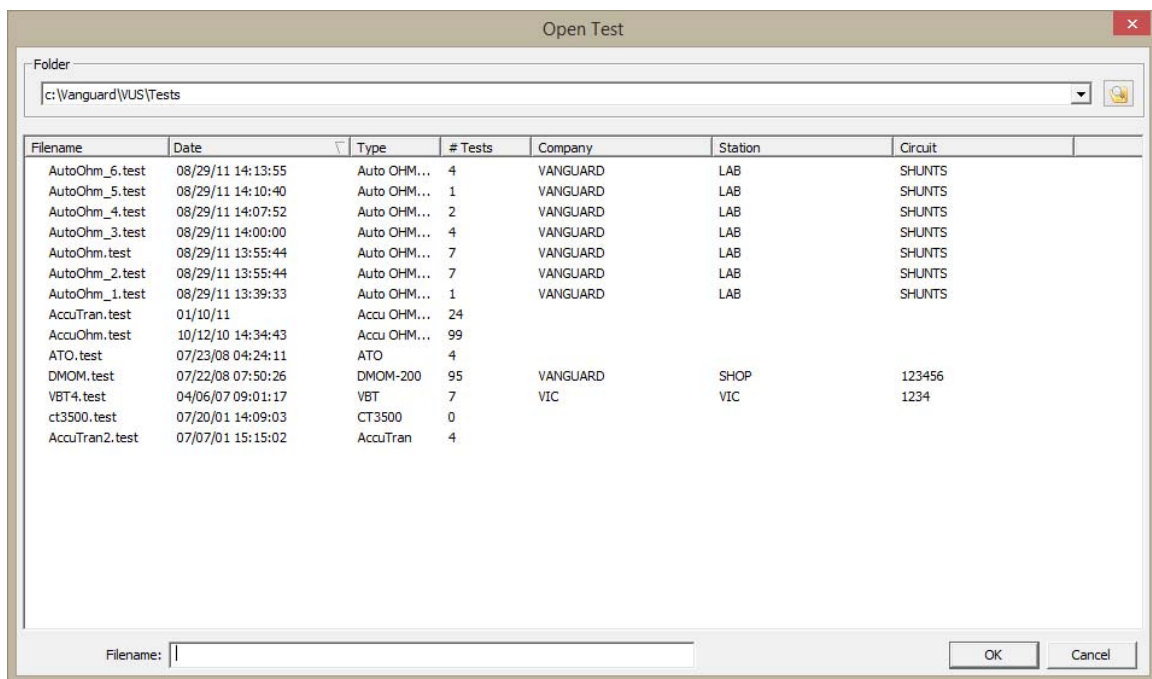 Open Test
Folder
c:\Vanguard\VUS\Tests
Filename Date Type # Tests Company Station Circuit
AutoOhm_6.test 08/29/11 14:13:55 Auto OHM... 4 VANGUARD LAB SHUNTS
AutoOhm_5.test 08/29/11 14:10:40 Auto OHM... 1 VANGUARD LAB SHUNTS
AutoOhm_4.test 08/29/11 14:07:52 Auto OHM... 2 VANGUARD LAB SHUNTS
AutoOhm_3.test 08/29/11 14:00:00 Auto OHM... 4 VANGUARD LAB SHUNTS
AutoOhm.test 08/29/11 13:55:44 Auto OHM... 7 VANGUARD LAB SHUNTS
AutoOhm_2.test 08/29/11 13:55:44 Auto OHM... 7 VANGUARD LAB SHUNTS
AutoOhm_1.test 08/29/11 13:39:33 Auto OHM... 1 VANGUARD LAB SHUNTS
AccuTran.test 01/10/11 Accu OHM... 24
AccuOhm.test 10/12/10 14:34:43 Accu OHM... 99
ATO.test 07/23/08 04:24:11 ATO 4
DMOM.test 07/22/08 07:50:26 DMOM-200 95 VANGUARD SHOP 123456
VBT4.test 04/06/07 09:01:17 VBT 7 VIC VIC 1234
ct3500.test 07/20/01 14:09:03 CT3500 0
AccuTran2.test 07/07/01 15:15:02 AccuTran 4
Filename: OK Cancel